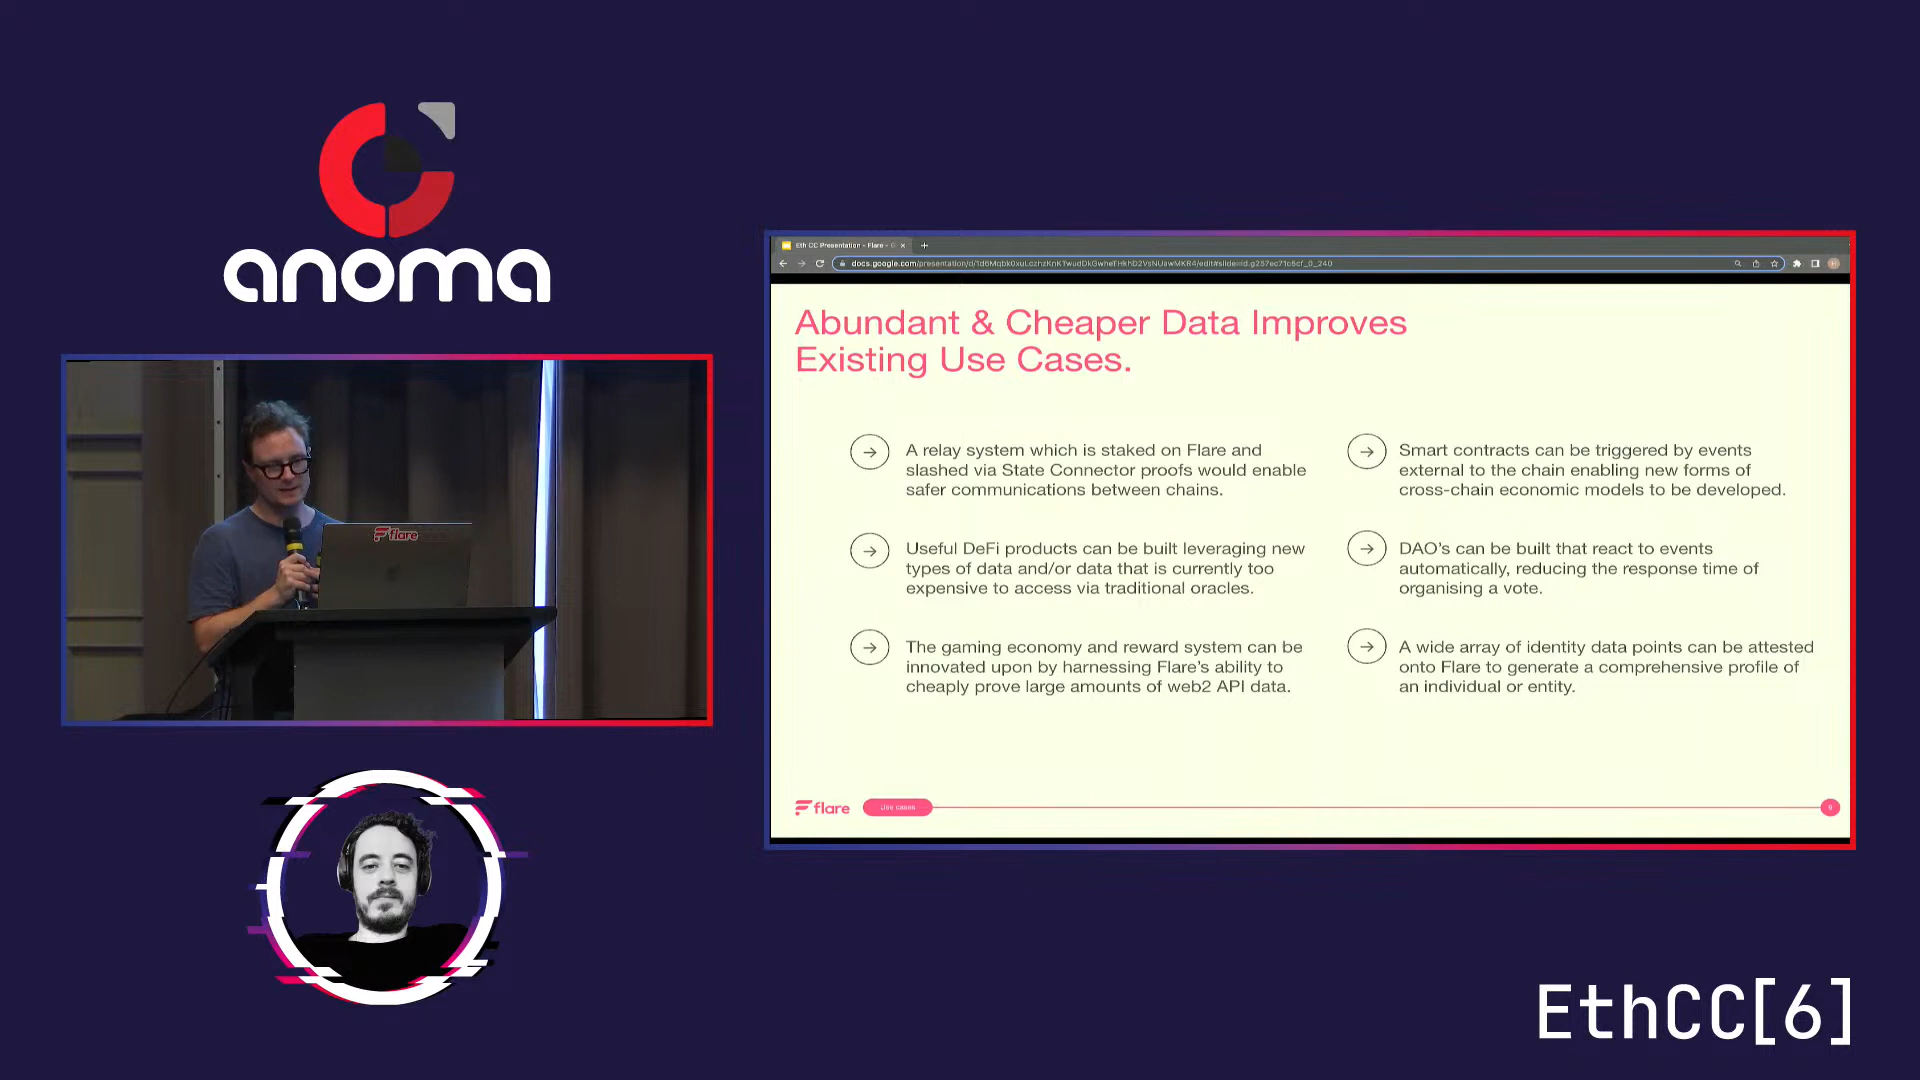 anoma
flare
Eth CC Presentation - Flare - G
Abundant & Cheaper Data Improves
Existing Use Cases.
A relay system which is staked on Flare and
slashed via State Connector proofs would enable
safer communications between chains.
Useful DeFi products can be built leveraging new
types of data and/or data that is currently too
expensive to access via traditional oracles.
The gaming economy and reward system can be
innovated upon by harnessing Flare’s ability to
cheaply prove large amounts of web2 API data.
Smart contracts can be triggered by events
external to the chain enabling new forms of
cross-chain economic models to be developed.
DAO’s can be built that react to events
automatically, reducing the response time of
organising a vote.
A wide array of identity data points can be attested
onto Flare to generate a comprehensive profile of
an individual or entity.
flare
Use cases
EthCC[6]